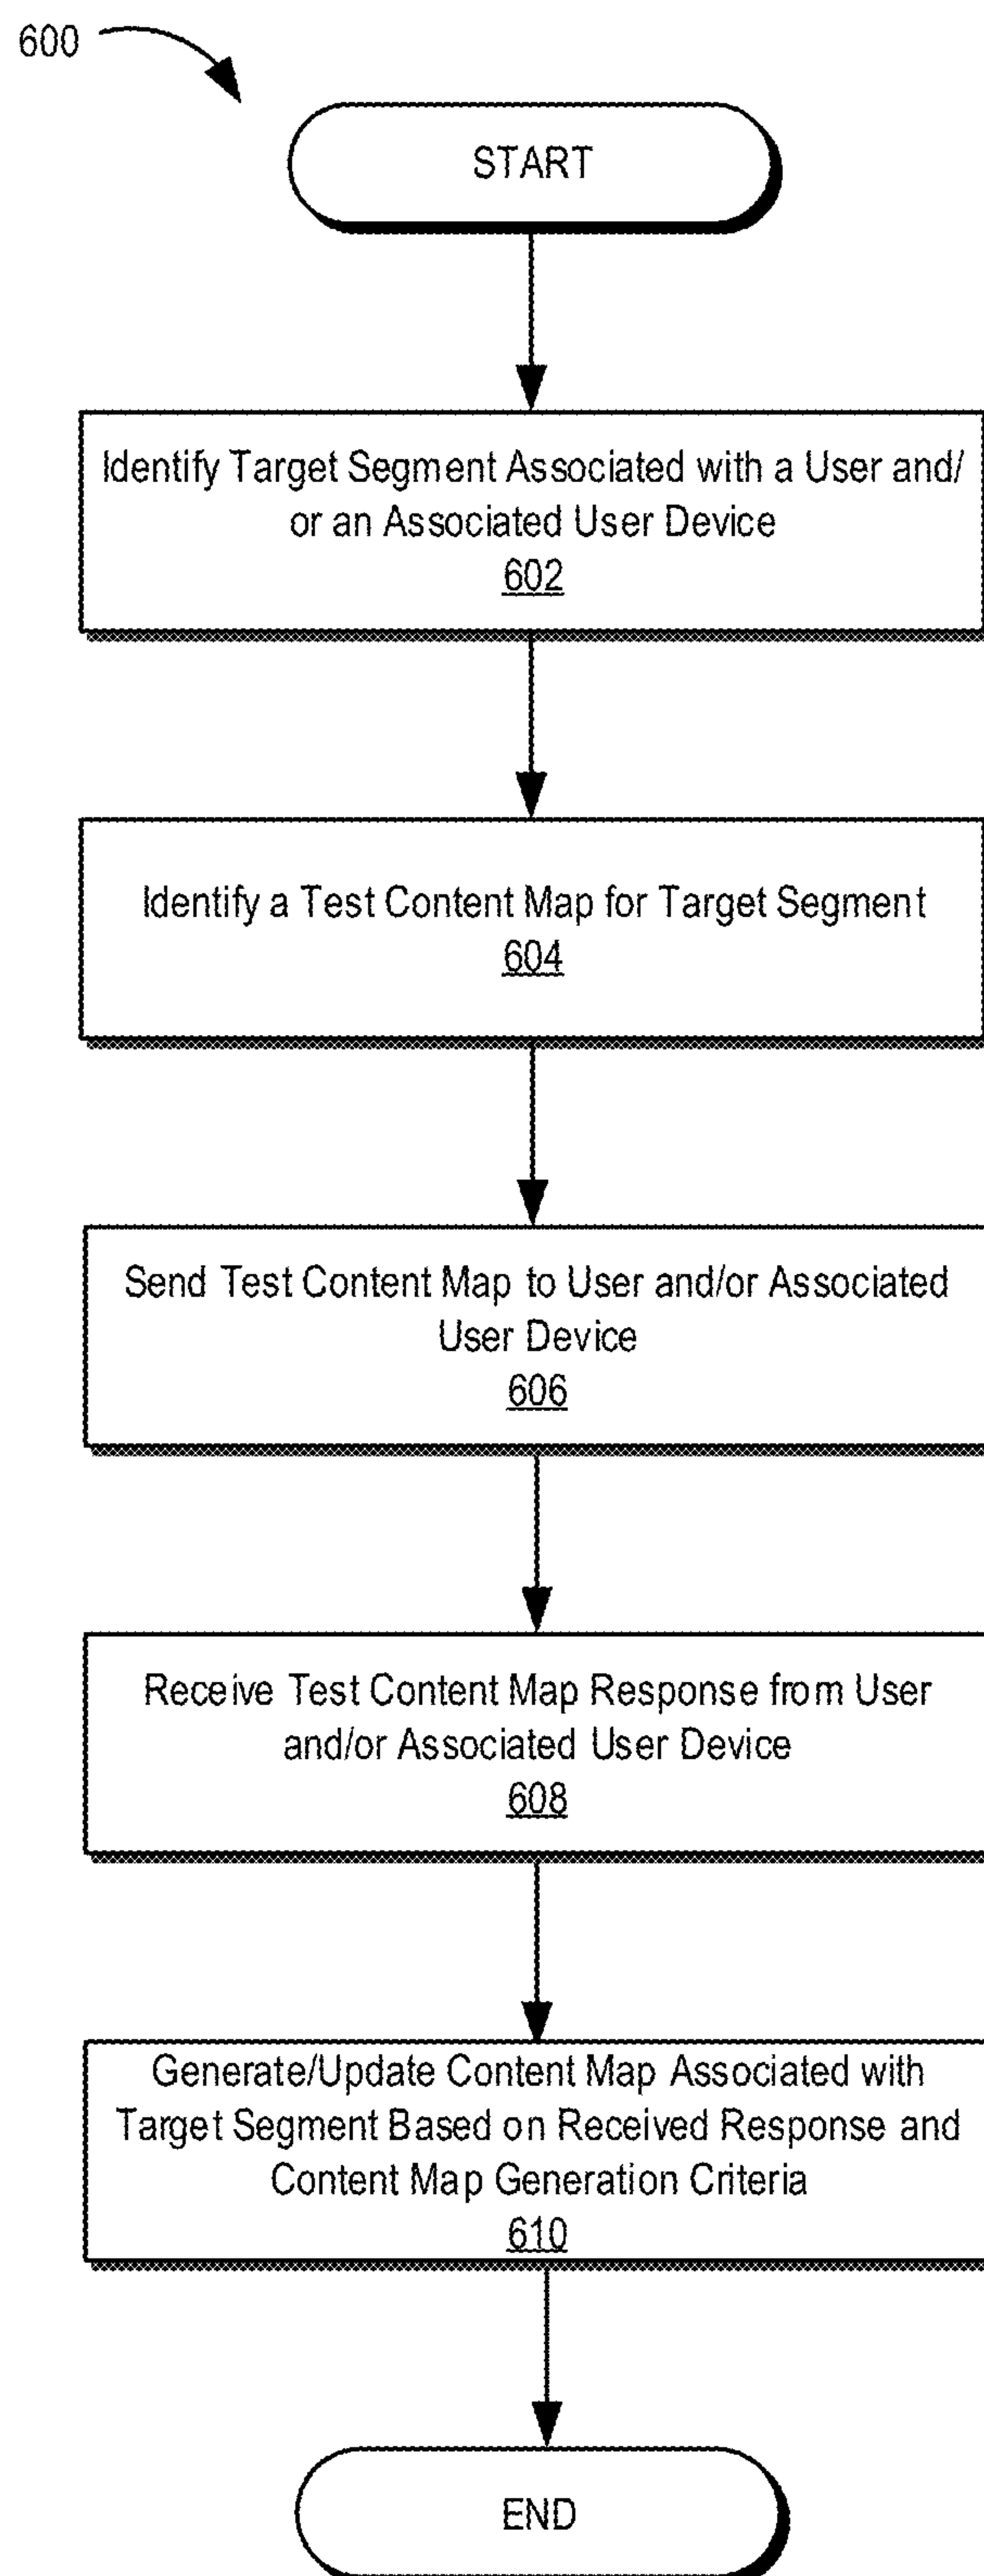 600
START
Identify Target Segment Associated with a User and/
or an Associated User Device
602
Identify a Test Content Map for Target Segment
604
Send Test Content Map to User and/or Associated
User Device
606
Receive Test Content Map Response from User
and/or Associated User Device
608
Generate/Update Content Map Associated with
Target Segment Based on Received Response and
Content Map Generation Criteria
610
END